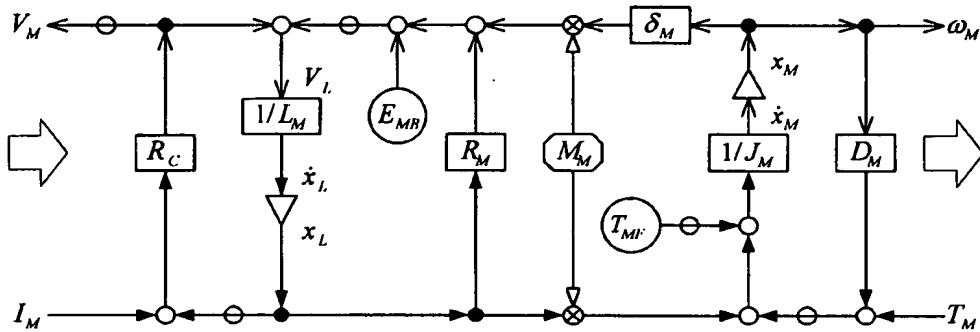 V_M
δ_M
ω_M
x_M
V_L
1/L_M
E_MB
ẋ_M
R_C
R_M
M_M
1/J_M
D_M
ẋ_L
x_L
T_MF
I_M
T_M